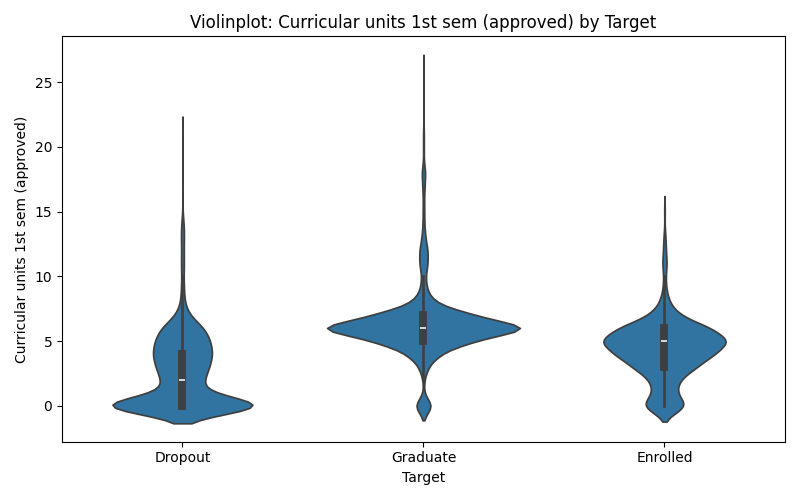 Violinplot: Curricular units 1st sem (approved) by Target
Curricular units 1st sem (approved)
25
20
15
10
5
0
Dropout
Graduate
Enrolled
Target